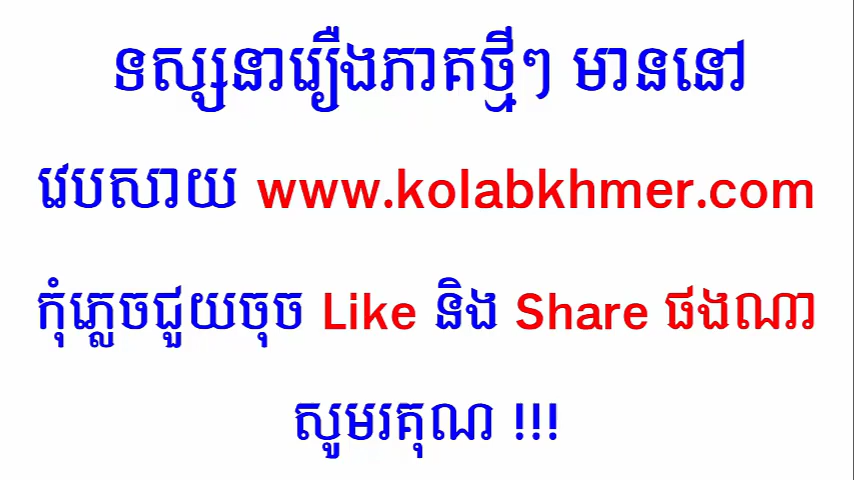 ទស្សនារឿងភាគថ្មីៗ មាននៅ
វេបសាយ www.kolabkhmer.com
កុំភ្លេចជួយចុច Like និង Share ផងណា
សូមរគុណ !!!